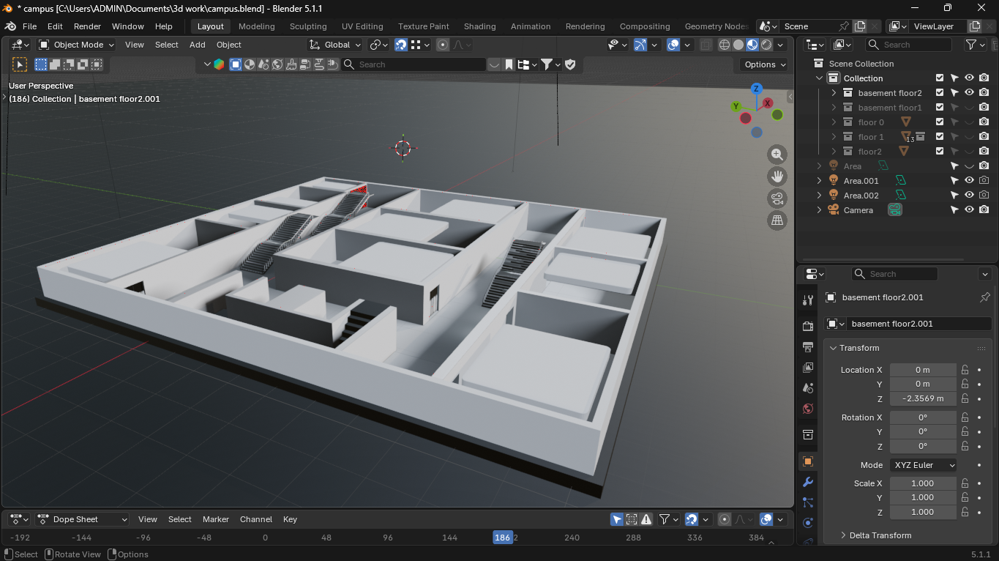 * campus [C:\Users\ADMIN\Documents\3d work\campus.blend] - Blender 5.1.1
File Edit Render Window Help Layout Modeling Sculpting UV Editing Texture Paint Shading Animation Rendering Compositing Geometry Nodes Scene ViewLayer
Object Mode View Select Add Object Global Search
Search Options
User Perspective
(186) Collection | basement floor2.001
Z
Y
X
Scene Collection
Collection
basement floor2
basement floor1
floor 0
floor 1 13
floor2
Area
Area.001
Area.002
Camera
Search
basement floor2.001
basement floor2.001
Transform
Location X 0 m
Y 0 m
Z -2.3569 m
Rotation X 0°
Y 0°
Z 0°
Mode XYZ Euler
Scale X 1.000
Y 1.000
Z 1.000
Delta Transform
Dope Sheet View Select Marker Channel Key
-192 -144 -96 -48 0 48 96 144 186 2 240 288 336 384
Select Rotate View Options 5.1.1